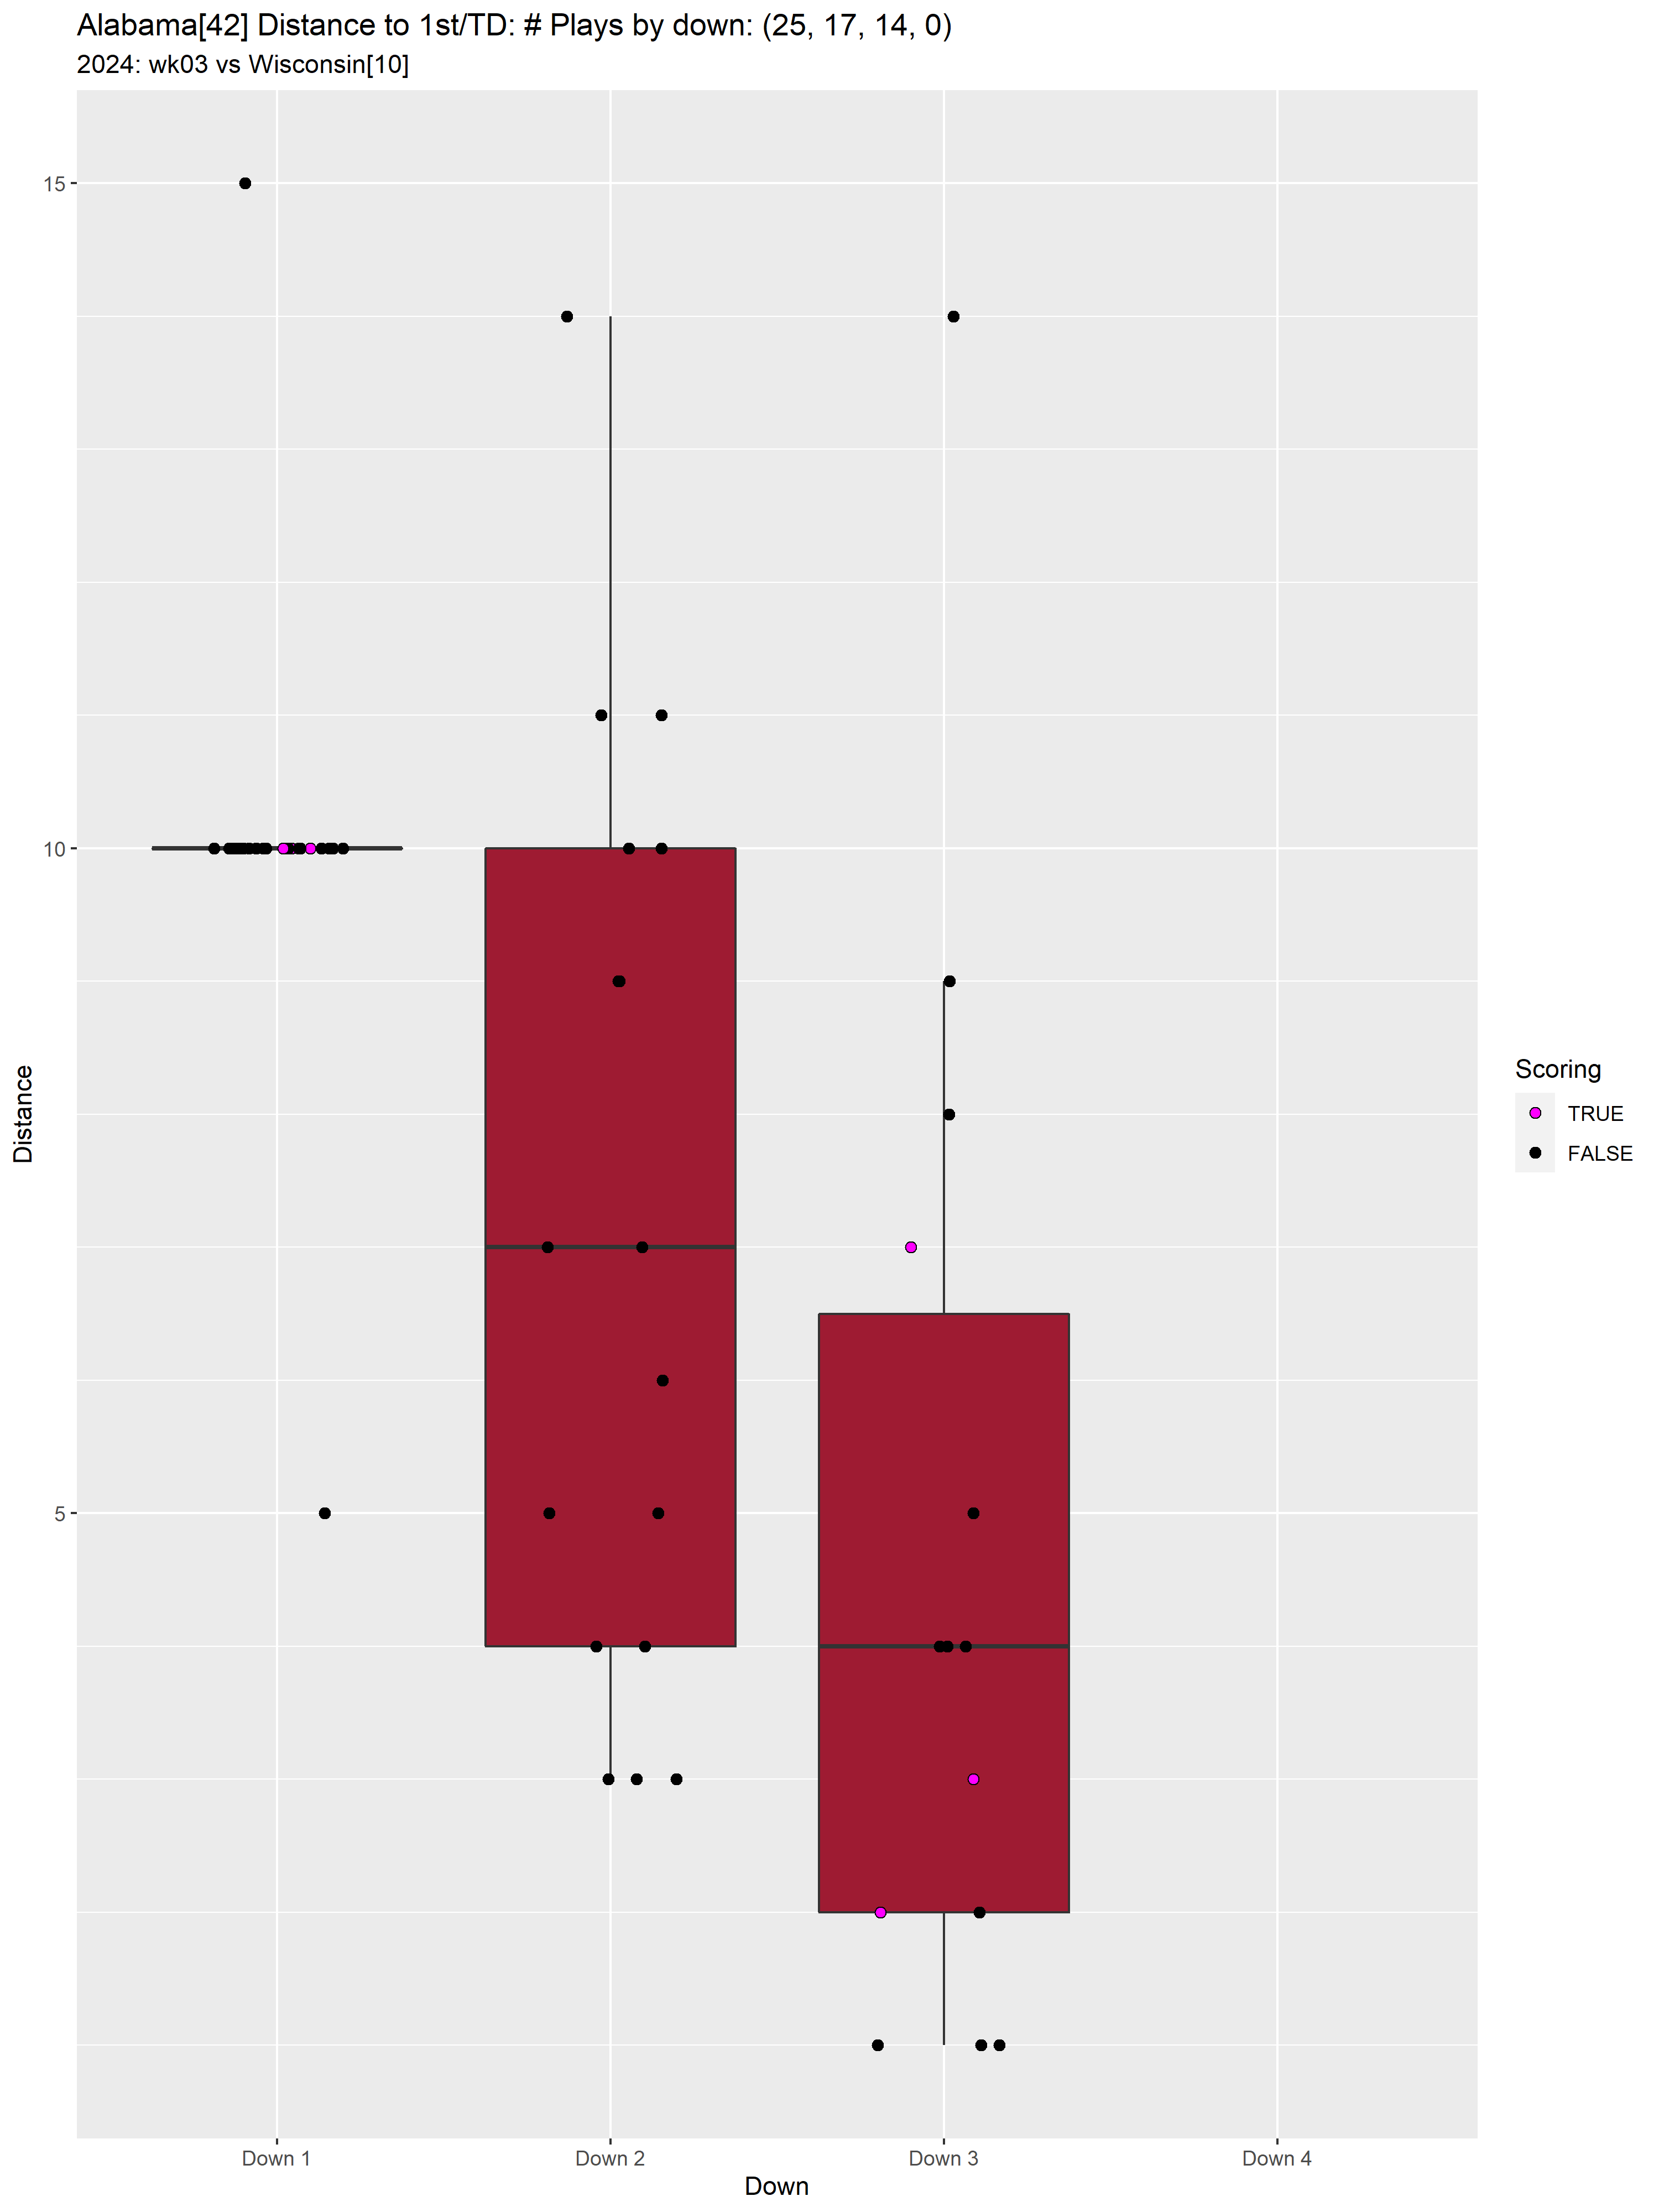 Alabama[42] Distance to 1st/TD: # Plays by down: (25, 17, 14, 0)
2024: wk03 vs Wisconsin[10]
15
10
5
Distance
Down 1
Down 2
Down 3
Down 4
Down
Scoring
TRUE
FALSE